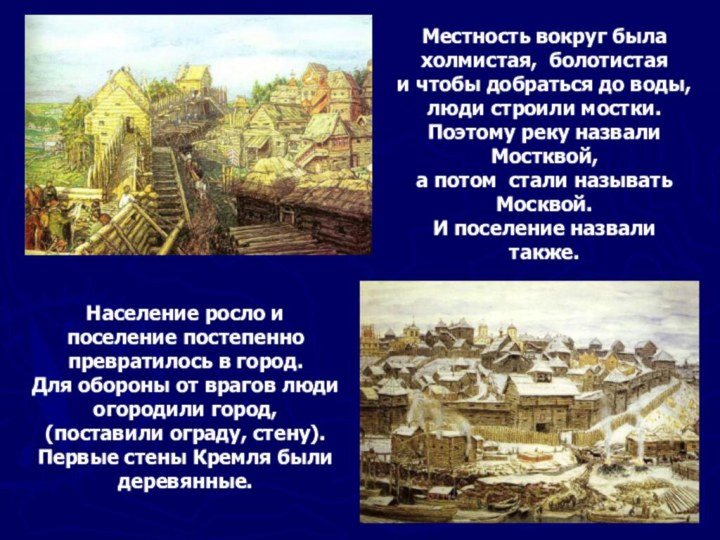 Местность вокруг была
холмистая, болотистая
и чтобы добраться до воды,
люди строили мостки.
Поэтому реку назвали
Мостквой,
а потом стали называть
Москвой.
И поселение назвали
также.
Население росло и
поселение постепенно
превратилось в город.
Для обороны от врагов люди
огородили город,
(поставили ограду, стену).
Первые стены Кремля были
деревянные.